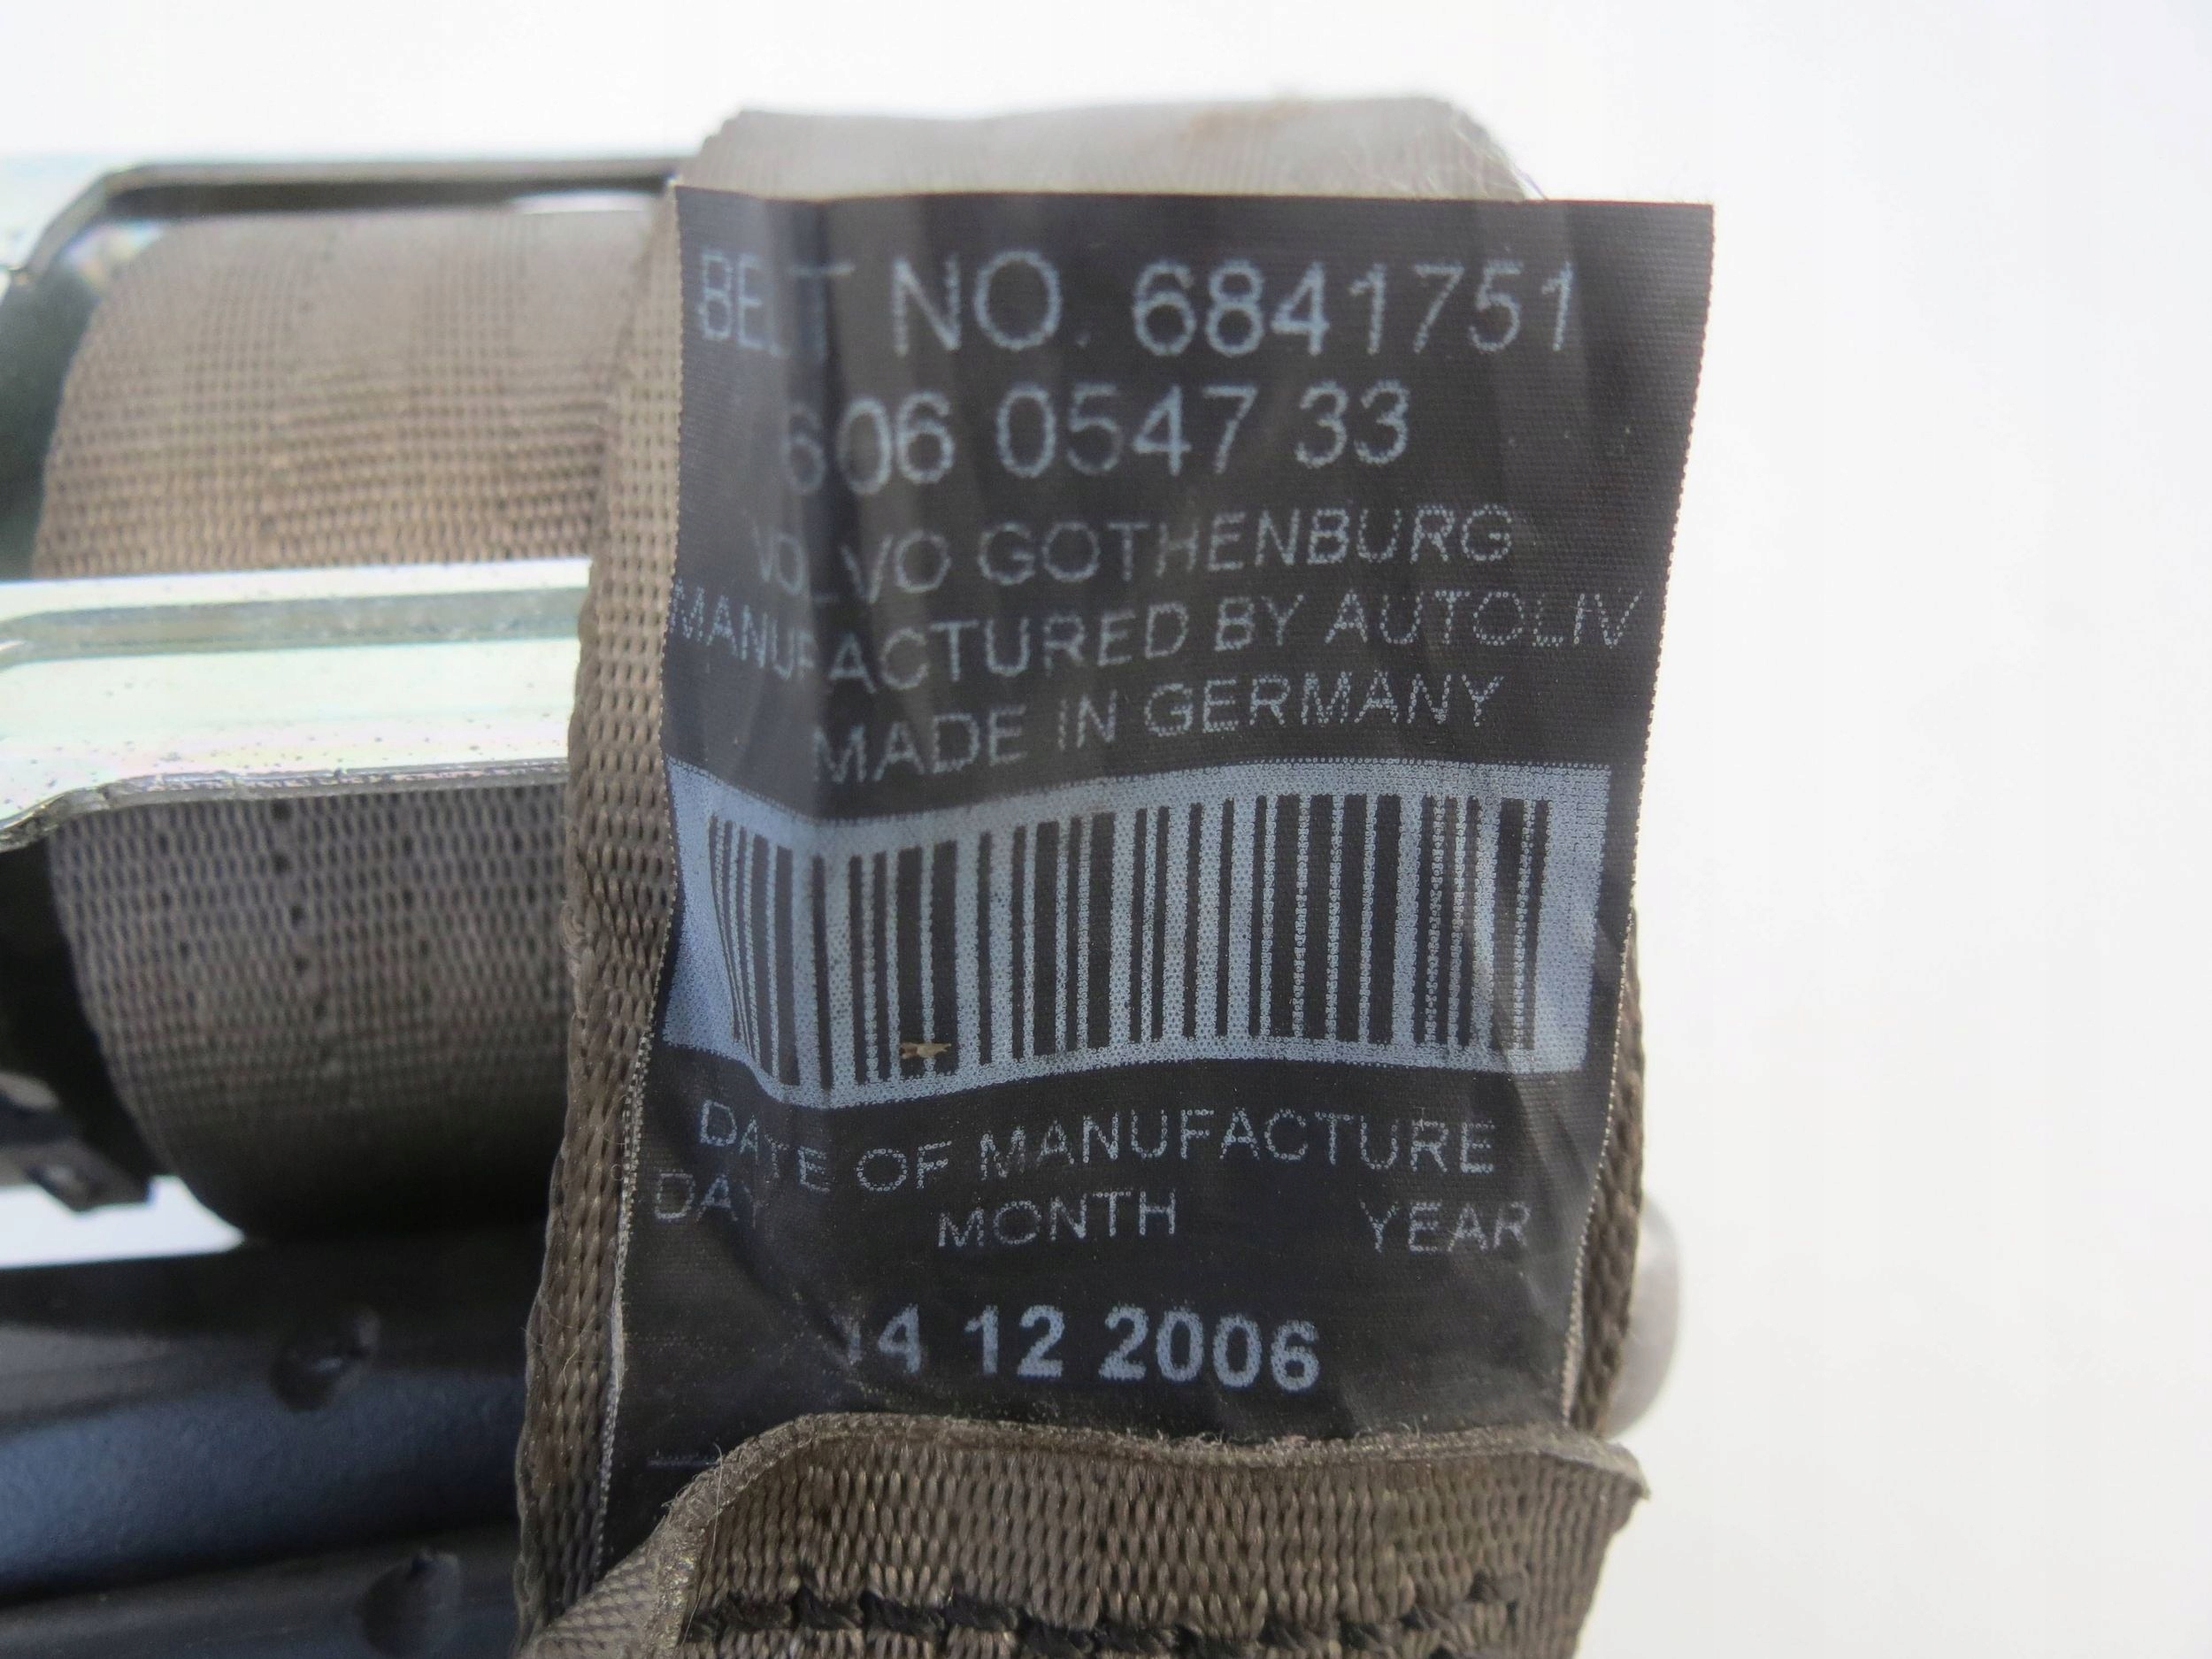 BELT NO. 6841751
606 0547 33
VOLVO GOTHENBURG
MANUFACTURED BY AUTOLIV
MADE IN GERMANY
DATE OF MANUFACTURE
DAY MONTH YEAR
14 12 2006